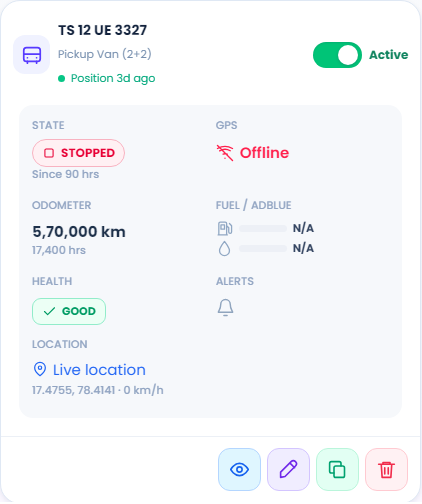 TS 12 UE 3327
Pickup Van (2+2)
Position 3d ago
Active
STATE
STOPPED
Since 90 hrs
GPS
Offline
ODOMETER
5,70,000 km
17,400 hrs
FUEL / ADBLUE
N/A
N/A
HEALTH
GOOD
ALERTS
LOCATION
Live location
17.4755, 78.4141 · 0 km/h